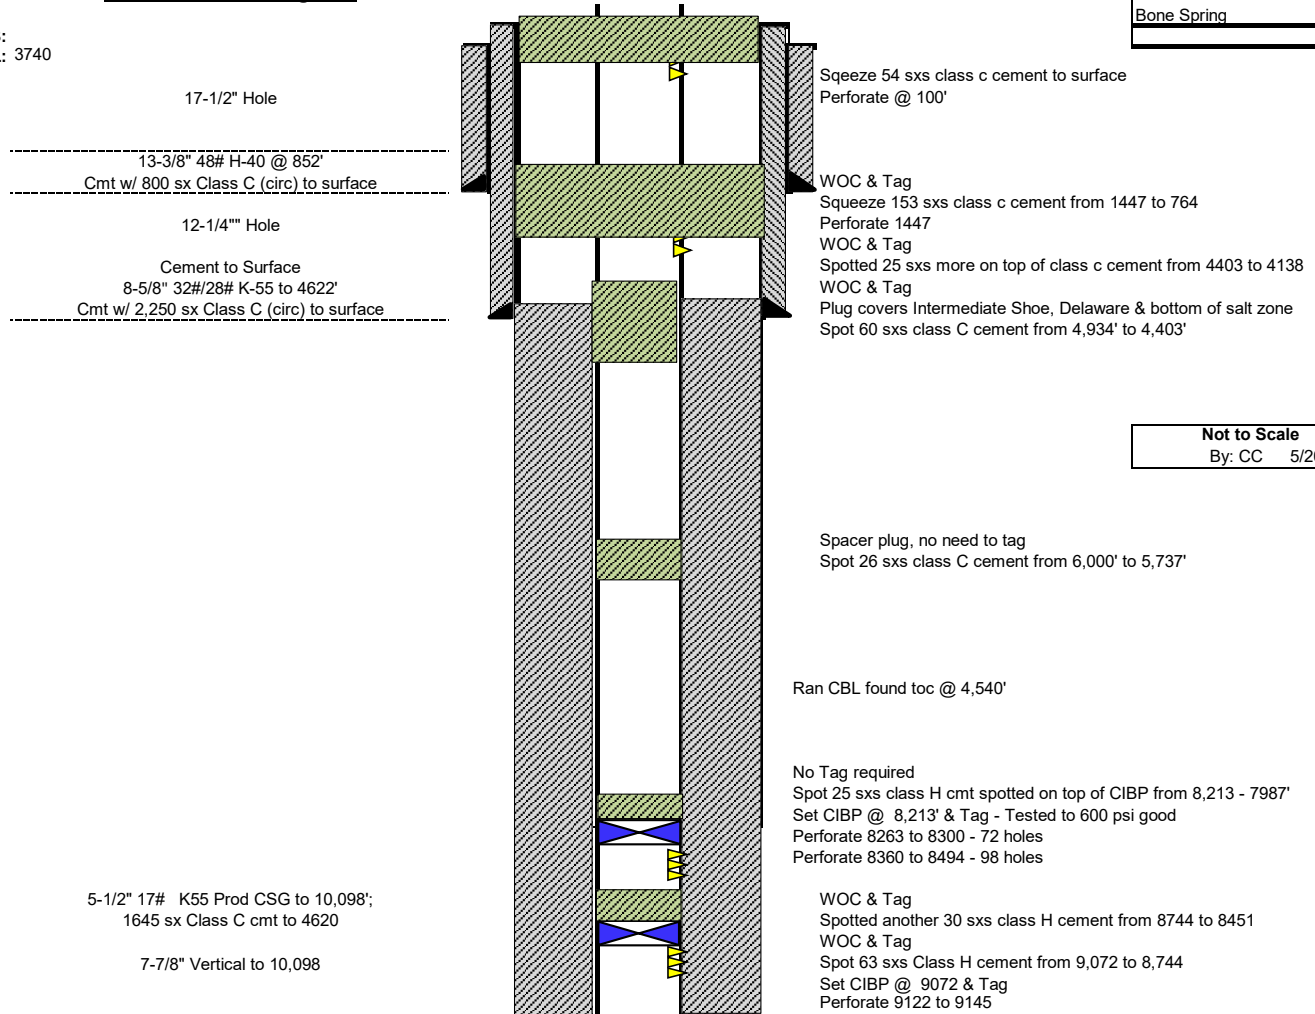 Bone Spring
3740
Sqeeze 54 sxs class c cement to surface
17-1/2" Hole
Perforate @ 100'
13-3/8" 48# H-40 @ 852'
Cmt w/ 800 sx Class C (circ) to surface
WOC & Tag
Squeeze 153 sxs class c cement from 1447 to 764
12-1/4"" Hole
Perforate 1447
WOC & Tag
Cement to Surface
Spotted 25 sxs more on top of class c cement from 4403 to 4138
8-5/8" 32#/28# K-55 to 4622'
WOC & Tag
Cmt w/ 2,250 sx Class C (circ) to surface
Plug covers Intermediate Shoe, Delaware & bottom of salt zone
Spot 60 sxs class C cement from 4,934' to 4,403'
Not to Scale
By: CC 5/2
Spacer plug, no need to tag
Spot 26 sxs class C cement from 6,000' to 5,737'
Ran CBL found toc @ 4,540'
No Tag required
Spot 25 sxs class H cmt spotted on top of CIBP from 8,213 - 7987'
Set CIBP @ 8,213' & Tag - Tested to 600 psi good
Perforate 8263 to 8300 - 72 holes
Perforate 8360 to 8494 - 98 holes
5-1/2" 17# K55 Prod CSG to 10,098';
1645 sx Class C cmt to 4620
WOC & Tag
Spotted another 30 sxs class H cement from 8744 to 8451
WOC & Tag
7-7/8" Vertical to 10,098
Spot 63 sxs Class H cement from 9,072 to 8,744
Set CIBP @ 9072 & Tag
Perforate 9122 to 9145